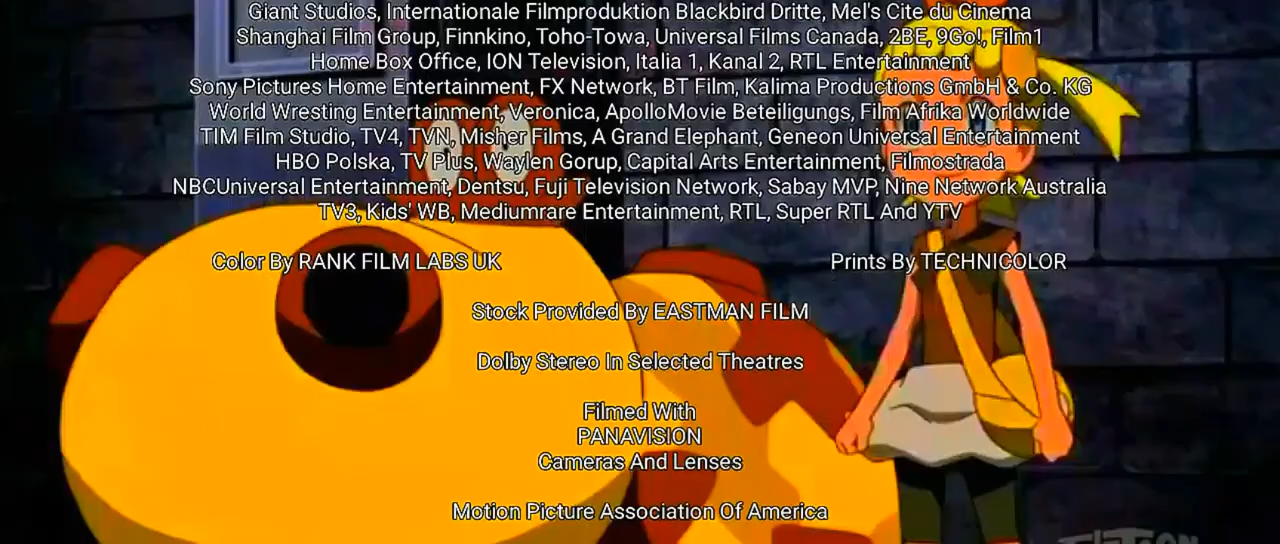 Giant Studios, Internationale Filmproduktion Blackbird Dritte, Mel's Cite du Cinema
Shanghai Film Group, Finnkino, Toho-Towa, Universal Films Canada, 2BE, 9Go!, Film1
Home Box Office, ION Television, Italia 1, Kanal 2, RTL Entertainment
Sony Pictures Home Entertainment, FX Network, BT Film, Kalima Productions GmbH & Co. KG
World Wresting Entertainment, Veronica, ApolloMovie Beteiligungs, Film Afrika Worldwide
TIM Film Studio, TV4, TVN, Misher Films, A Grand Elephant, Geneon Universal Entertainment
HBO Polska, TV Plus, Waylen Gorup, Capital Arts Entertainment, Filmostrada
NBCUniversal Entertainment, Dentsu, Fuji Television Network, Sabay MVP, Nine Network Australia
TV3, Kids' WB, Mediumrare Entertainment, RTL, Super RTL And YTV
Color By RANK FILM LABS UK
Prints By TECHNICOLOR
Stock Provided By EASTMAN FILM
Dolby Stereo In Selected Theatres
Filmed With
PANAVISION
Cameras And Lenses
Motion Picture Association Of America